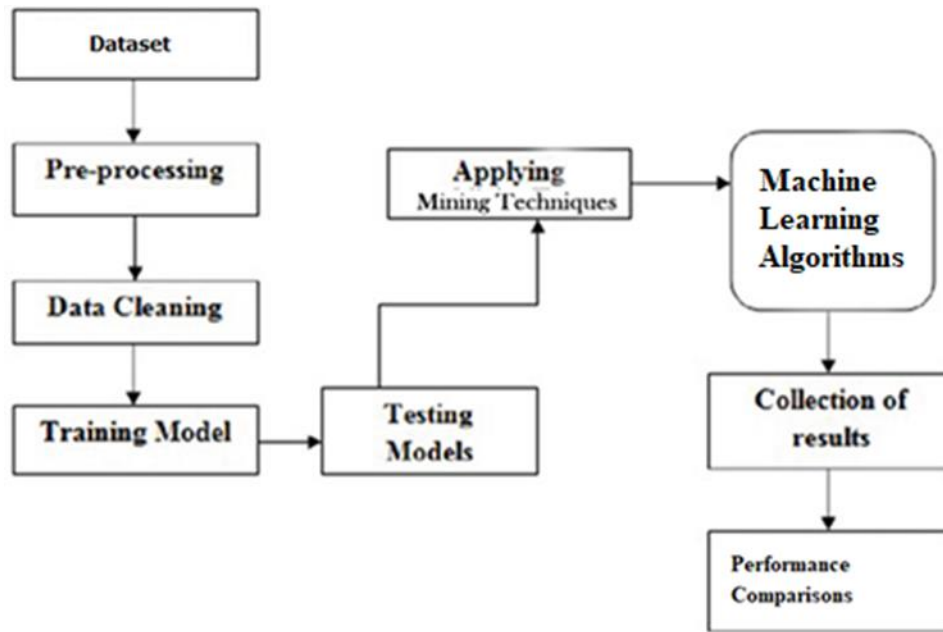 Dataset
Pre-processing
Data Cleaning
Training Model
Testing
Models
Applying
Mining Techniques
Machine
Learning
Algorithms
Collection of
results
Performance
Comparisons